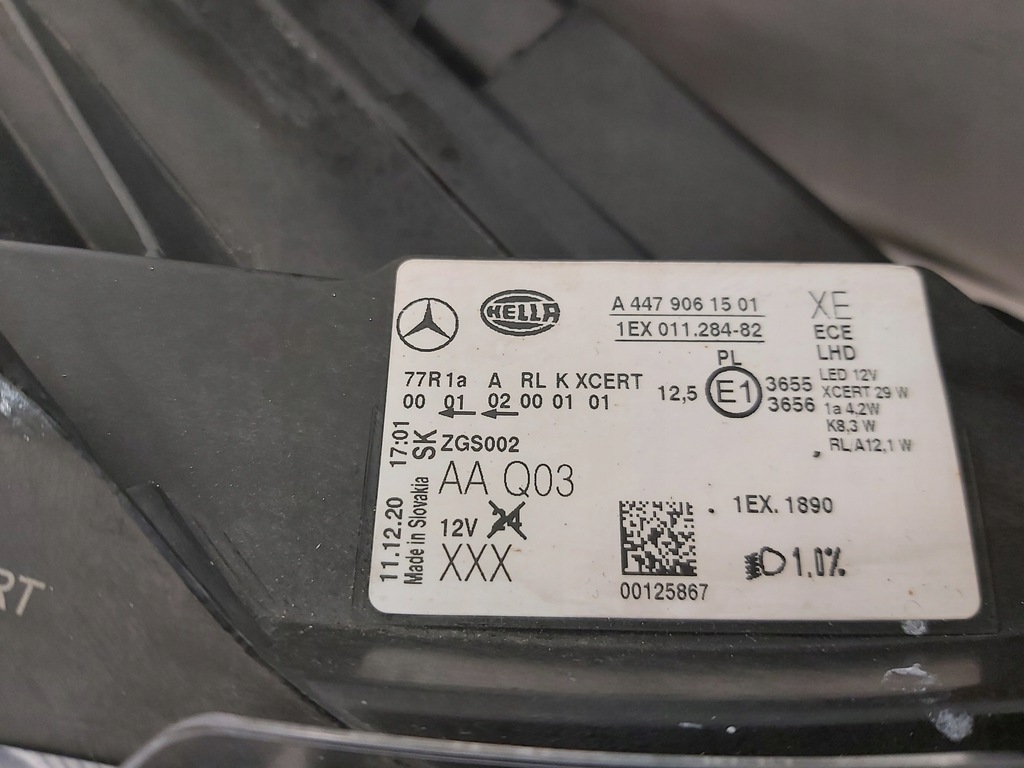 HELLA
A 447 906 15 01
1EX 011.284-82
XE
ECE
LHD
LED 12V
XCERT 29 W
1a 4,2W
K8,3 W
RL/A12,1 W
PL
77R 1a A RL K XCERT
00 01 02 00 01 01
12,5
E1
3655
3656
11.12.20 17:01
Made in Slovakia SK
ZGS002
AA Q03
12V 24
XXX
00125867
1EX. 1890
1,0%
RT